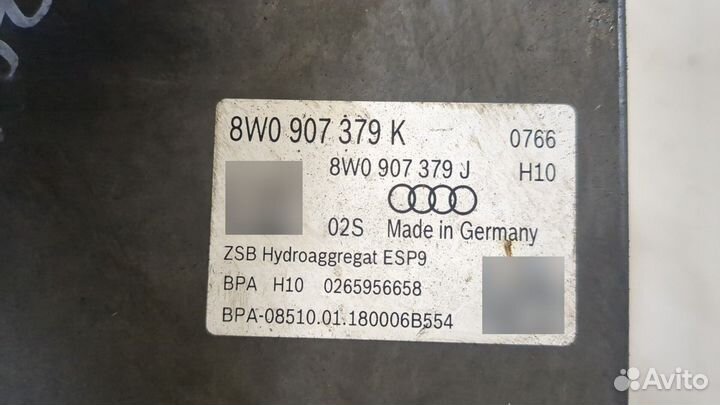 8W0 907 379 K 0766
8W0 907 379 J H10
02S Made in Germany
ZSB Hydroaggregat ESP9
BPA H10 0265956658
BPA-08510.01.180006B554
Avito